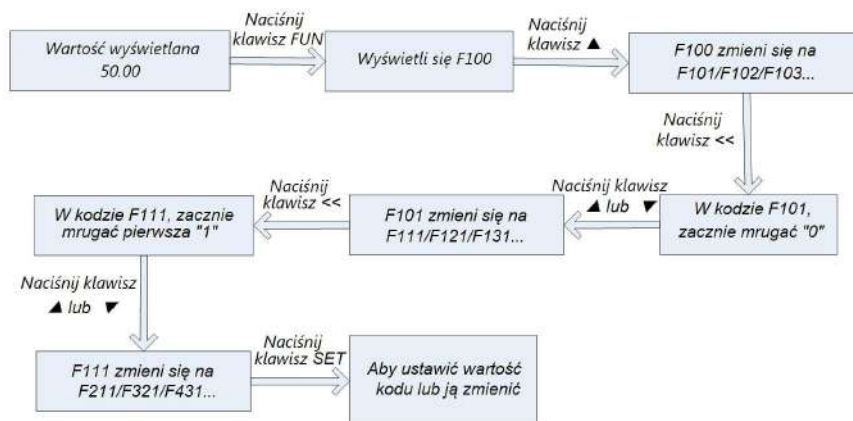 Wartość wyświetlana
50.00
Naciśnij
klawisz FUN
Wyświetli się F100
Naciśnij
klawisz ▲
F100 zmieni się na
F101/F102/F103...
Naciśnij
klawisz <<
W kodzie F101,
zacznie mrugać "0"
Naciśnij klawisz
▲ lub ▼
F101 zmieni się na
F111/F121/F131...
Naciśnij
klawisz <<
W kodzie F111, zacznie
mrugać pierwsza "1"
Naciśnij klawisz
▲ lub ▼
F111 zmieni się na
F211/F321/F431...
Naciśnij
klawisz SET
Aby ustawić wartość
kodu lub ją zmienić